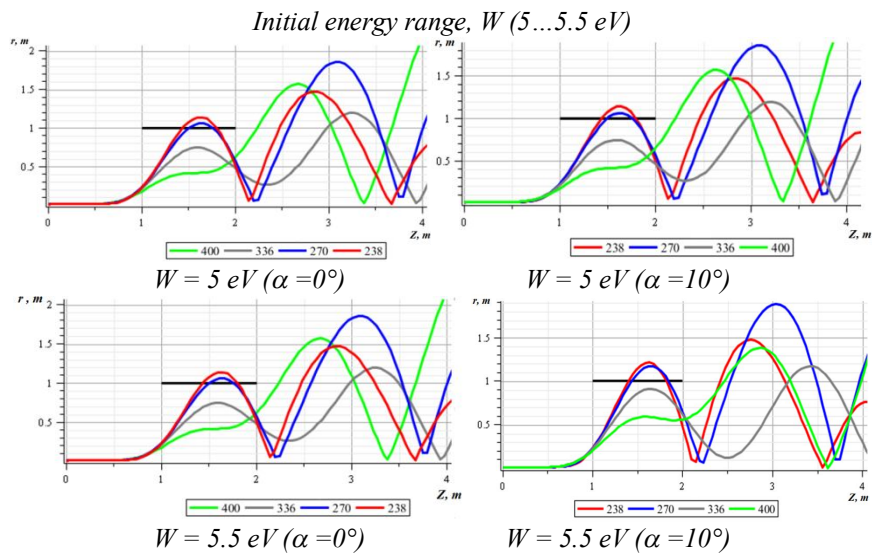 Initial energy range, W (5…5.5 eV)
r, m
2
1.5
1
0.5
0
1
2
3
4
Z, m
400 336 270 238
W = 5 eV (α =0°)
r, m
1.5
1
0.5
0
1
2
3
4
Z, m
238 270 336 400
W = 5 eV (α =10°)
r, m
2
1.5
1
0.5
0
1
2
3
4
Z, m
400 336 270 238
W = 5.5 eV (α =0°)
r, m
1.5
1
0.5
0
1
2
3
4
Z, m
238 270 336 400
W = 5.5 eV (α =10°)